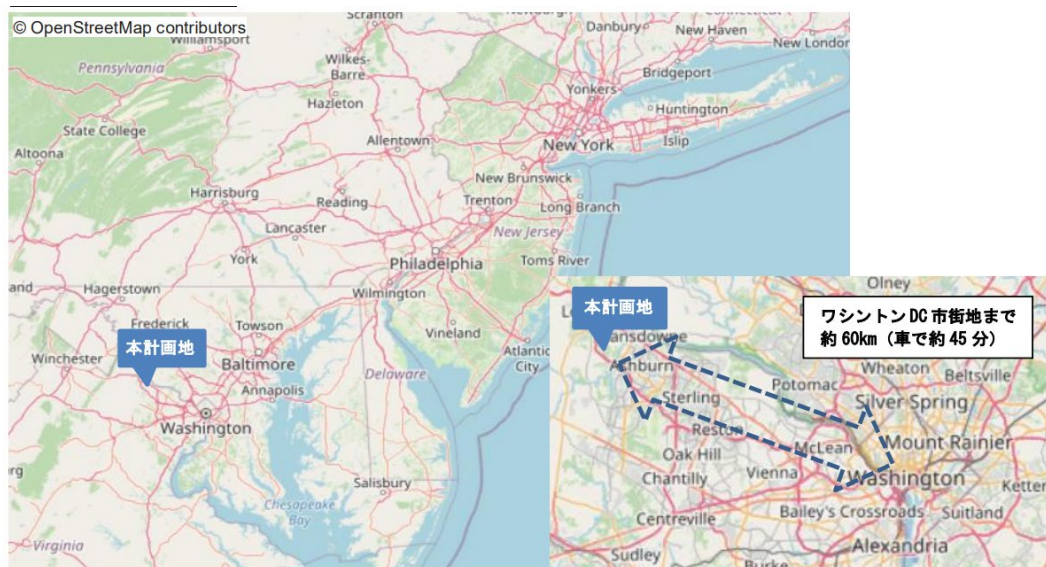 © OpenStreetMap contributors
Scranton
Danbury
New Haven
New London
Williamsport
Wilkes-
Barre
Pennsylvania
Bridgeport
Yonkers
Hazleton
Huntington
State College
Allentown
New York
Islip
Altoona
New Brunswick
Harrisburg
Reading
Trenton
Long Branch
Lancaster
New Jersey
York
Philadelphia
Toms River
Hagerstown
Wilmington
Frederick
Towson
Vineland
本計画地
Winchester
Baltimore
Atlantic
City
Annapolis
Delaware
Washington
Salisbury
Chesapeake
Bay
Virginia
Olney
本計画地
ワシントンDC市街地まで
約60km(車で約45分)
Ashburn
Wheaton
Beltsville
Potomac
Sterling
Silver Spring
Reston
McLean
Mount Rainier
Oak Hill
Vienna
Chantilly
Washington
Bailey's Crossroads
Suitland
Centreville
Alexandria
Sudley